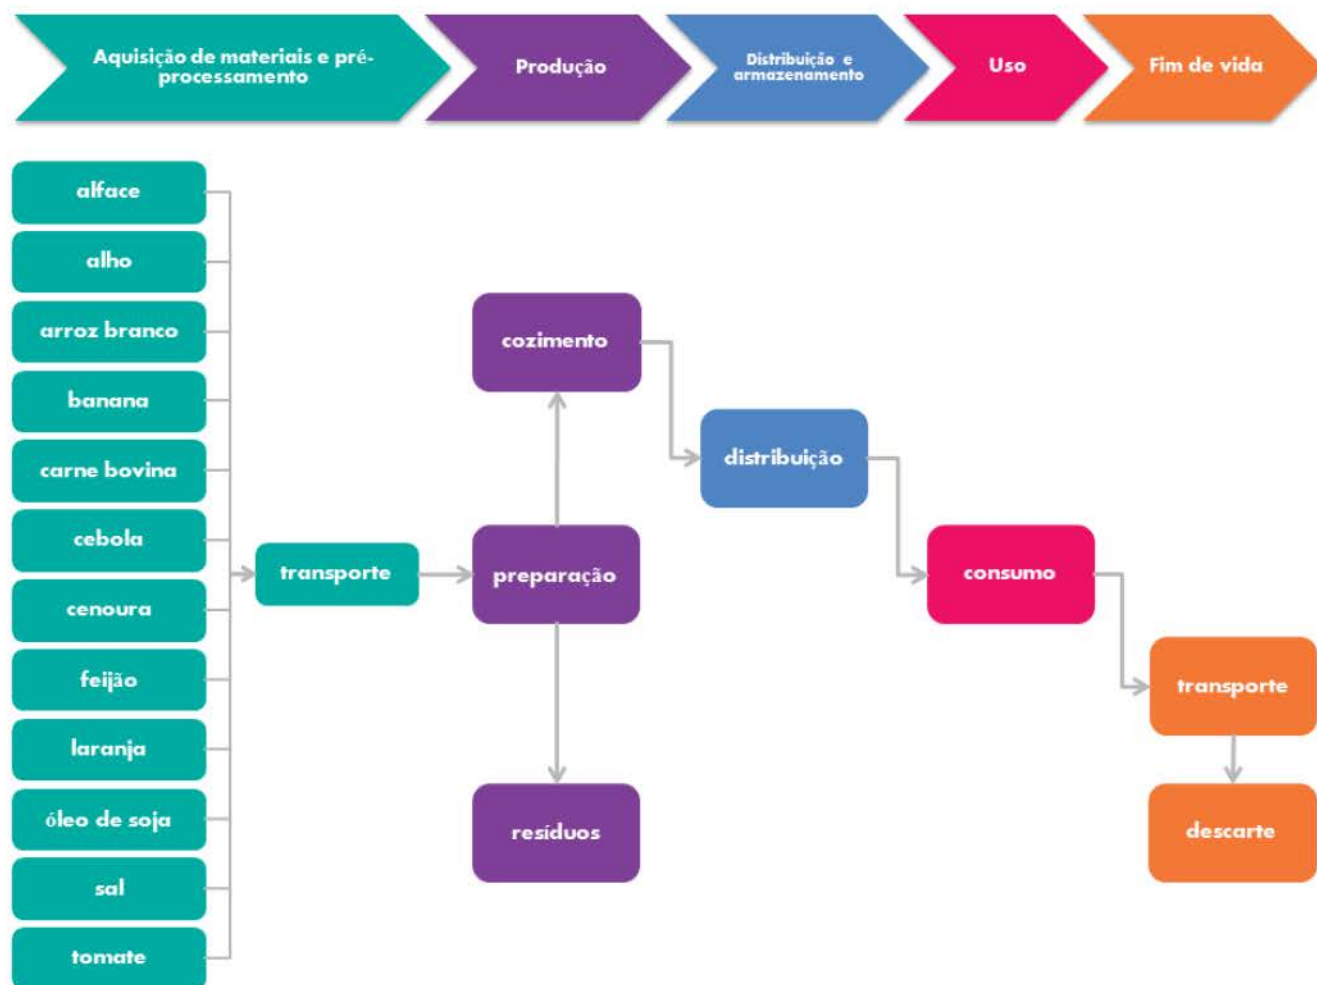 Aquisição de materiais e pré-
processamento
Produção
Distribuição e
armazenamento
Uso
Fim de vida
alface
alho
arroz branco
banana
carne bovina
cebola
cenoura
feijão
laranja
óleo de soja
sal
tomate
transporte
cozimento
preparação
resíduos
distribuição
consumo
transporte
descarte